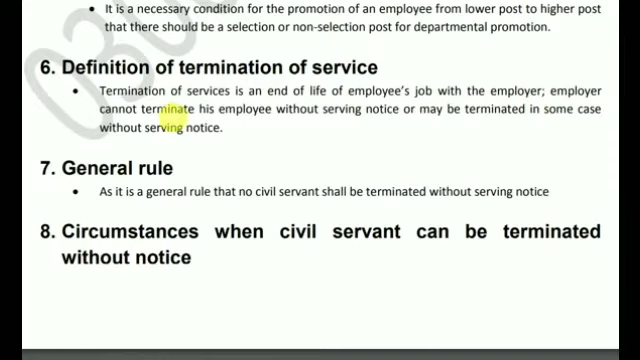 • It is a necessary condition for the promotion of an employee from lower post to higher post
that there should be a selection or non-selection post for departmental promotion.
6. Definition of termination of service
• Termination of services is an end of life of employee's job with the employer; employer
cannot terminate his employee without serving notice or may be terminated in some case
without serving notice.
7. General rule
• As it is a general rule that no civil servant shall be terminated without serving notice
8. Circumstances when civil servant can be terminated
without notice